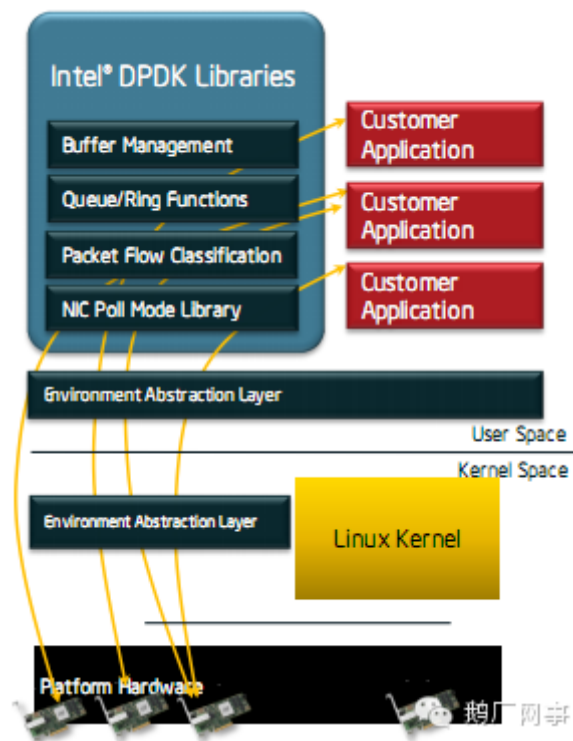 Intel® DPDK Libraries
Buffer Management
Queue/Ring Functions
Packet Flow Classification
NIC Poll Mode Library
Customer
Application
Customer
Application
Customer
Application
Environment Abstraction Layer
User Space
Kernel Space
Environment Abstraction Layer
Linux Kernel
Platform Hardware
鹅厂网事